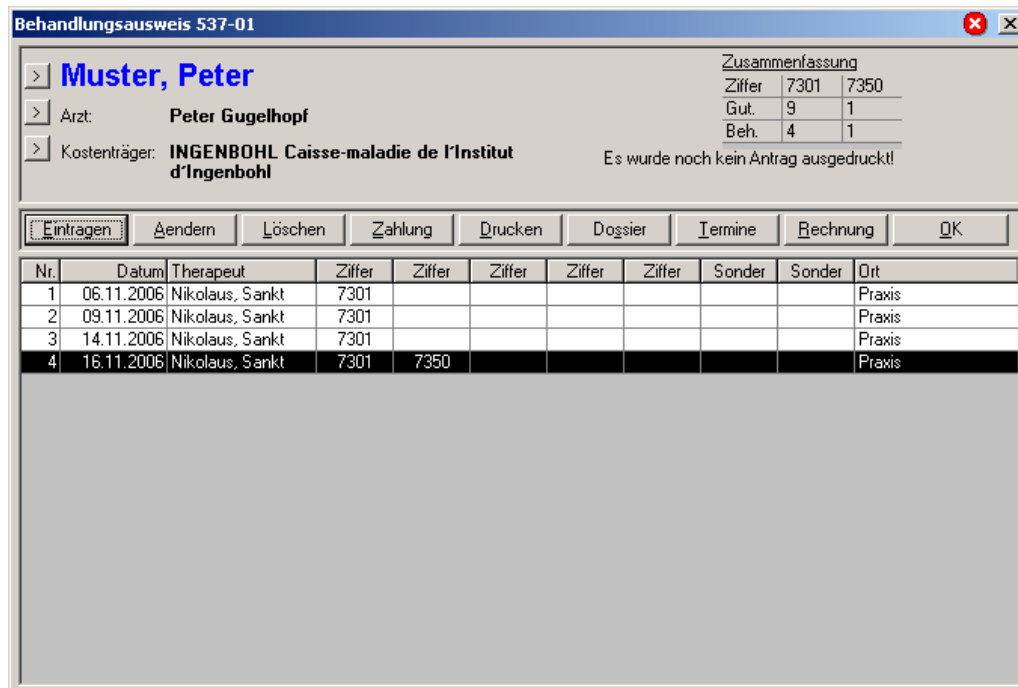 Behandlungsausweis 537-01
Muster, Peter
Arzt: Peter Gugelhopf
Kostenträger: INGENBOHL Caisse-maladie de l´Institut
d´Ingenbohl
Zusammenfassung
Ziffer 7301 7350
Gut. 9 1
Beh. 4 1
Es wurde noch kein Antrag ausgedruckt!
Eintragen Aendern Löschen Zahlung Drucken Dossier Termine Rechnung OK
Nr. Datum Therapeut Ziffer Ziffer Ziffer Ziffer Ziffer Sonder Sonder Ort
1 06.11.2006 Nikolaus, Sankt 7301 Praxis
2 09.11.2006 Nikolaus, Sankt 7301 Praxis
3 14.11.2006 Nikolaus, Sankt 7301 Praxis
4 16.11.2006 Nikolaus, Sankt 7301 7350 Praxis